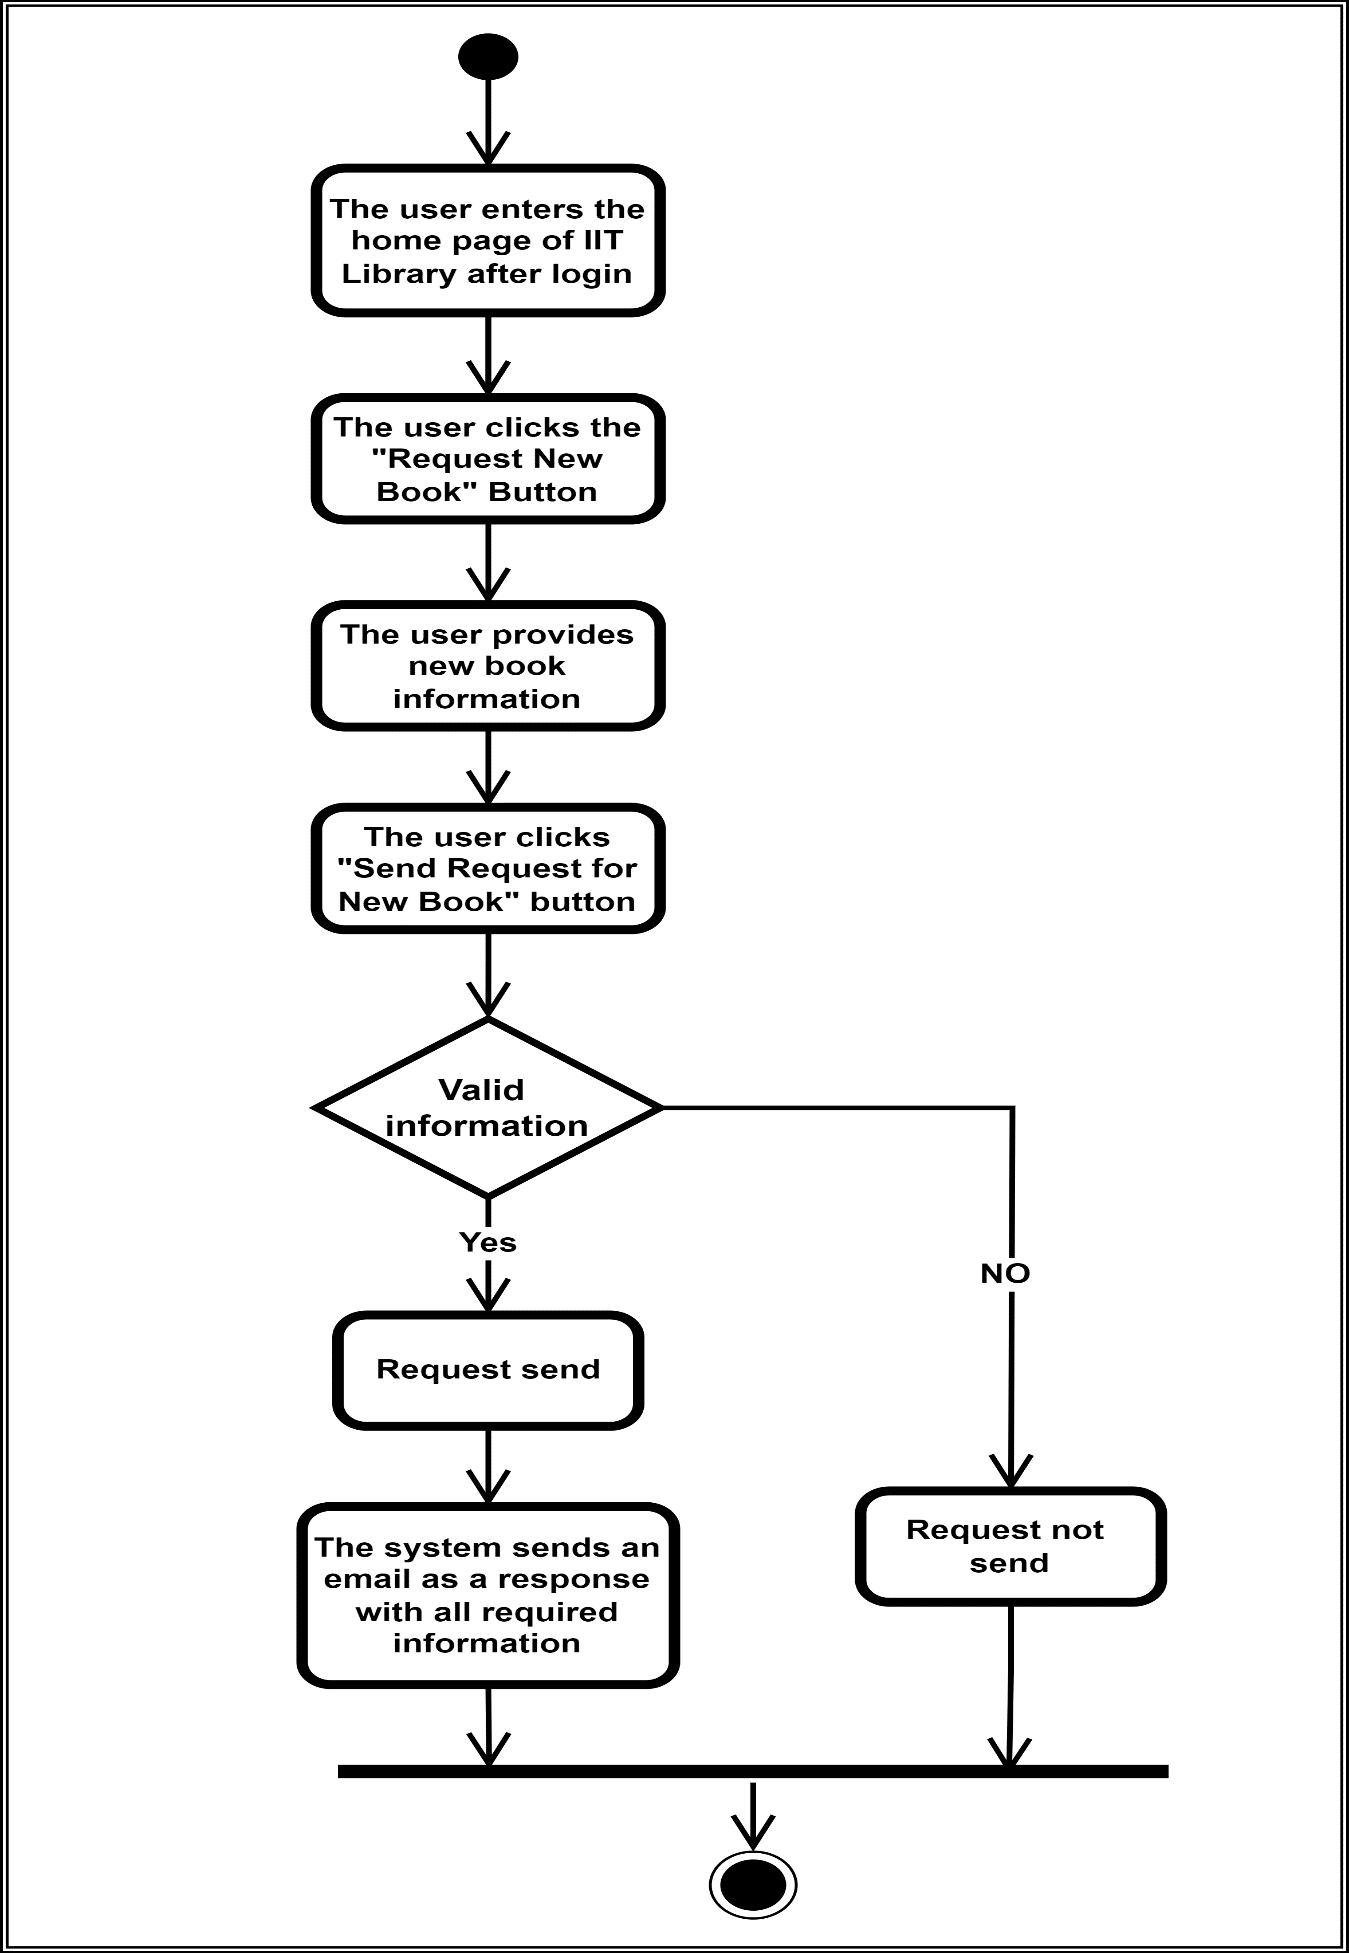 The user enters the
home page of IIT
Library after login
The user clicks the
"Request New
Book" Button
The user provides
new book
information
The user clicks
"Send Request for
New Book" button
Valid
information
Yes
NO
Request send
Request not
send
The system sends an
email as a response
with all required
information